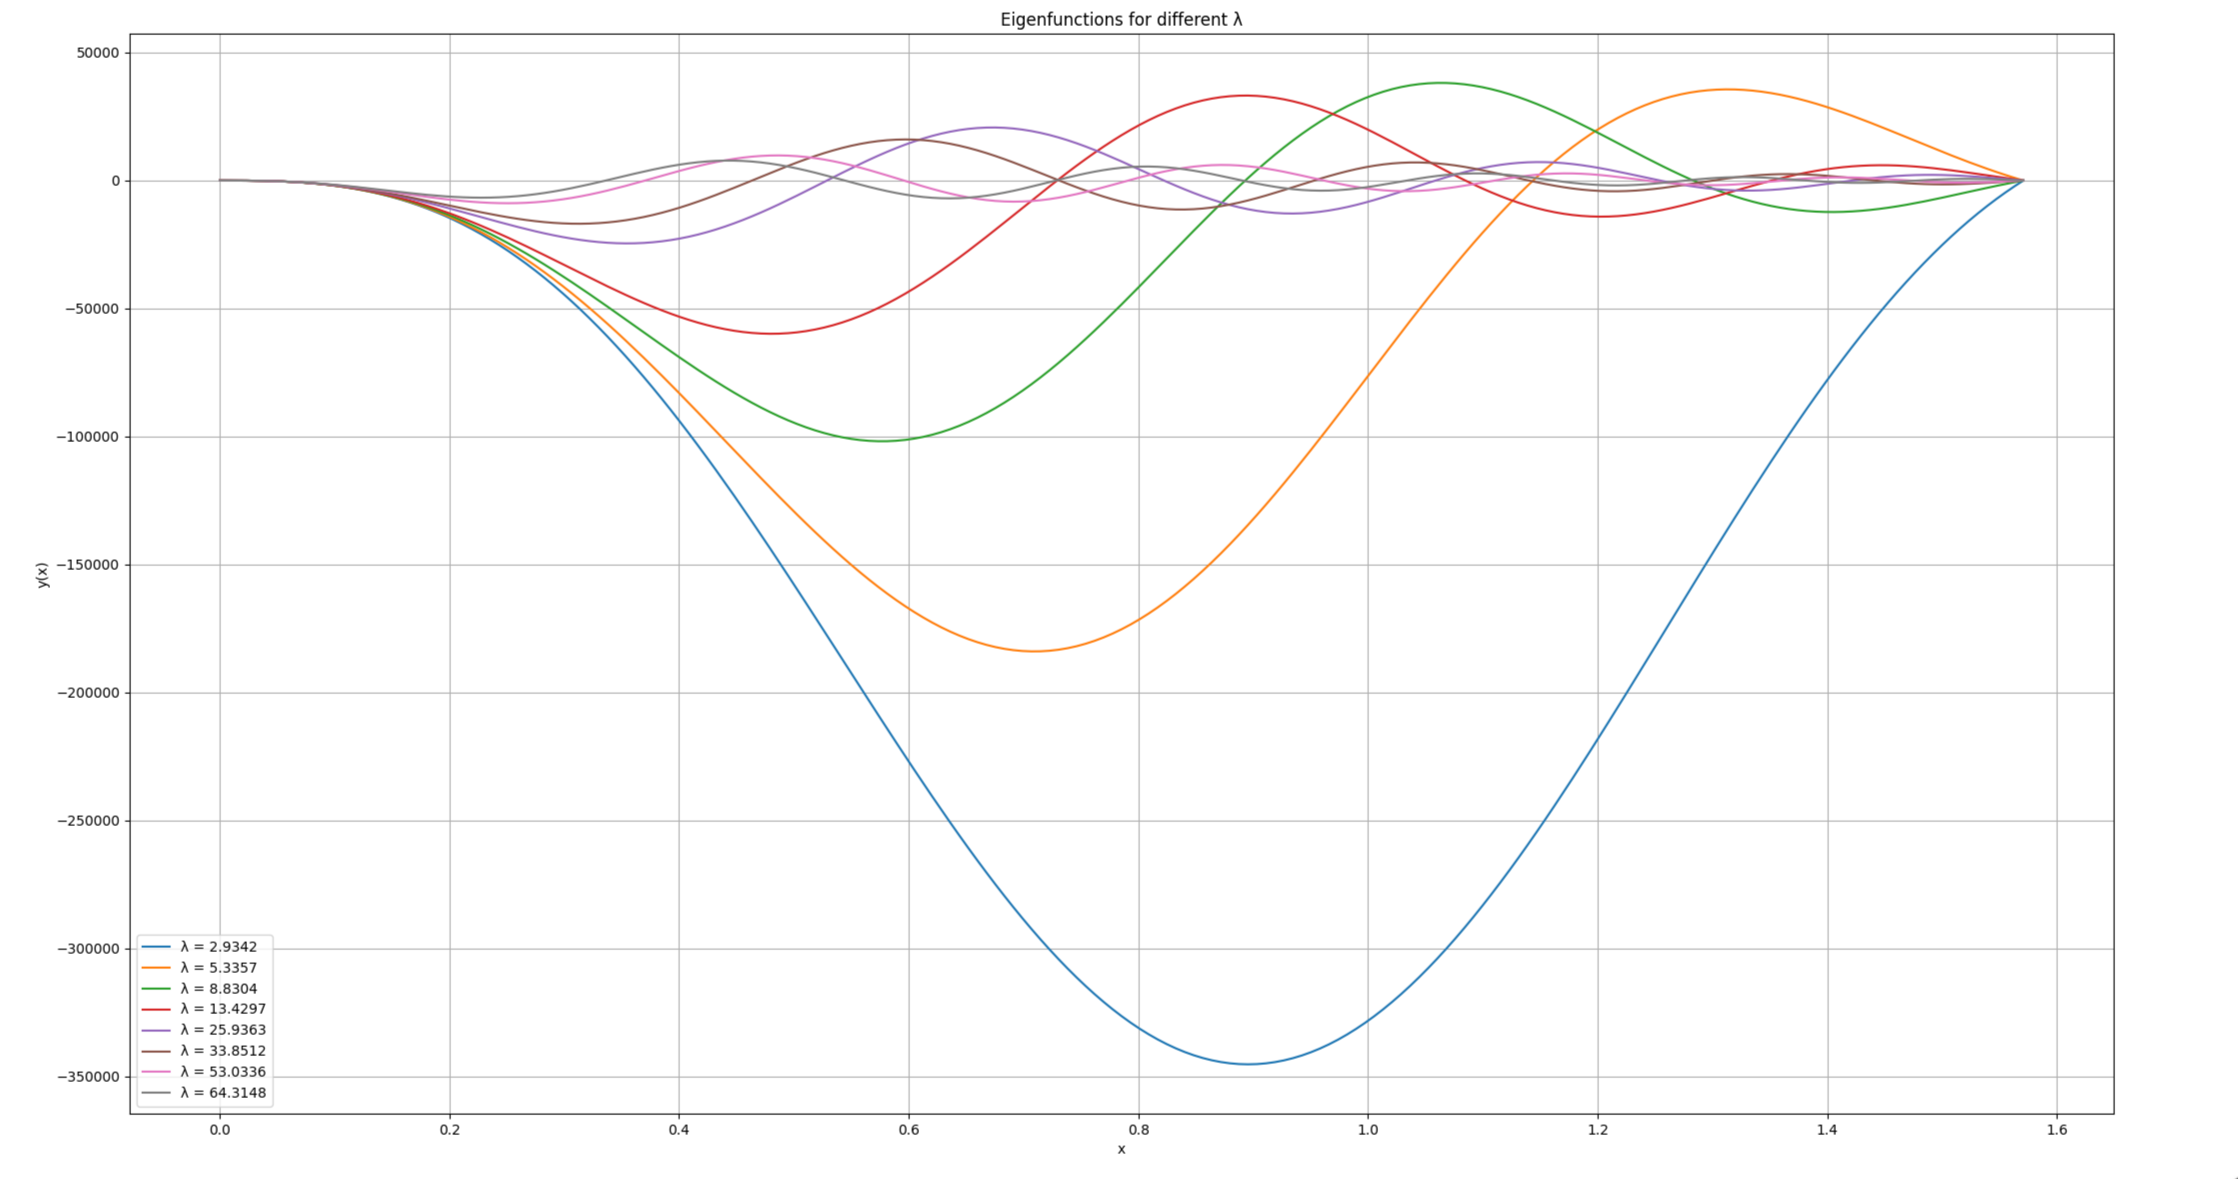 Eigenfunctions for different λ
50000
0
−50000
−100000
−150000
−200000
−250000
−300000
−350000
y(x)
λ = 2.9342
λ = 5.3357
λ = 8.8304
λ = 13.4297
λ = 25.9363
λ = 33.8512
λ = 53.0336
λ = 64.3148
0.0 0.2 0.4 0.6 0.8 1.0 1.2 1.4 1.6
x